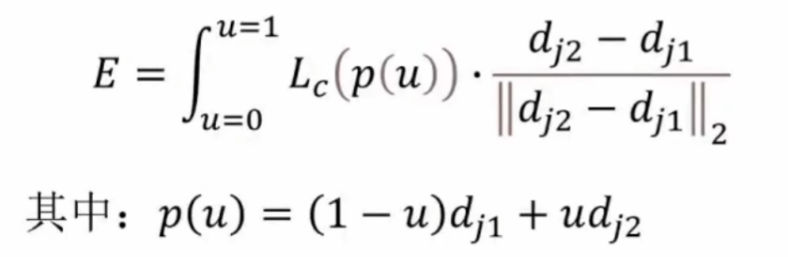 E = ∫_{u=0}^{u=1} L_c(p(u)) · \frac{d_{j2} − d_{j1}}{‖d_{j2} − d_{j1}‖_2}
其中：p(u) = (1 − u)d_{j1} + ud_{j2}